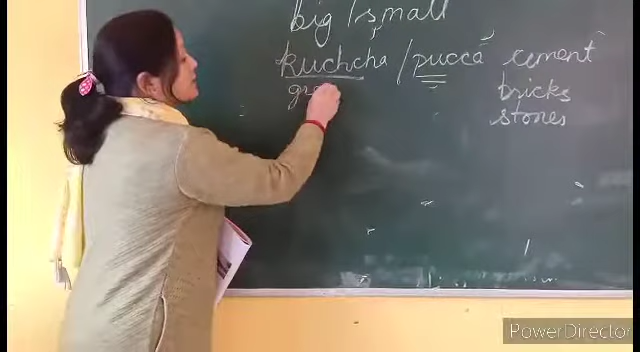 big / small
kuchcha / pucca cement
bricks
stones
PowerDirector